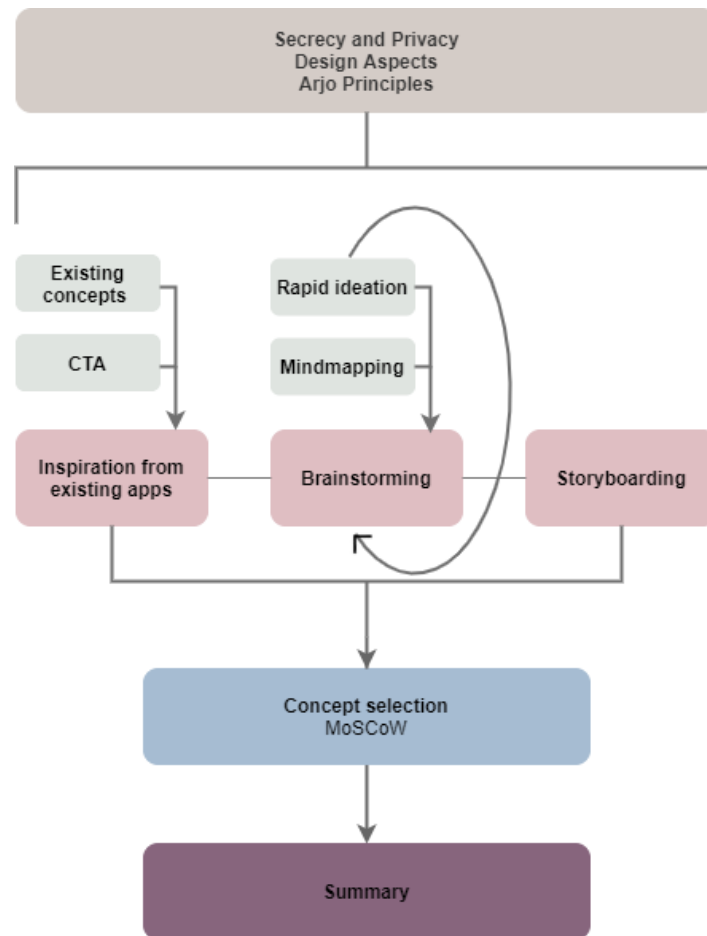 Secrecy and Privacy
Design Aspects
Arjo Principles
Existing
concepts
Rapid ideation
CTA
Mindmapping
Inspiration from
existing apps
Brainstorming
Storyboarding
Concept selection
MoSCoW
Summary